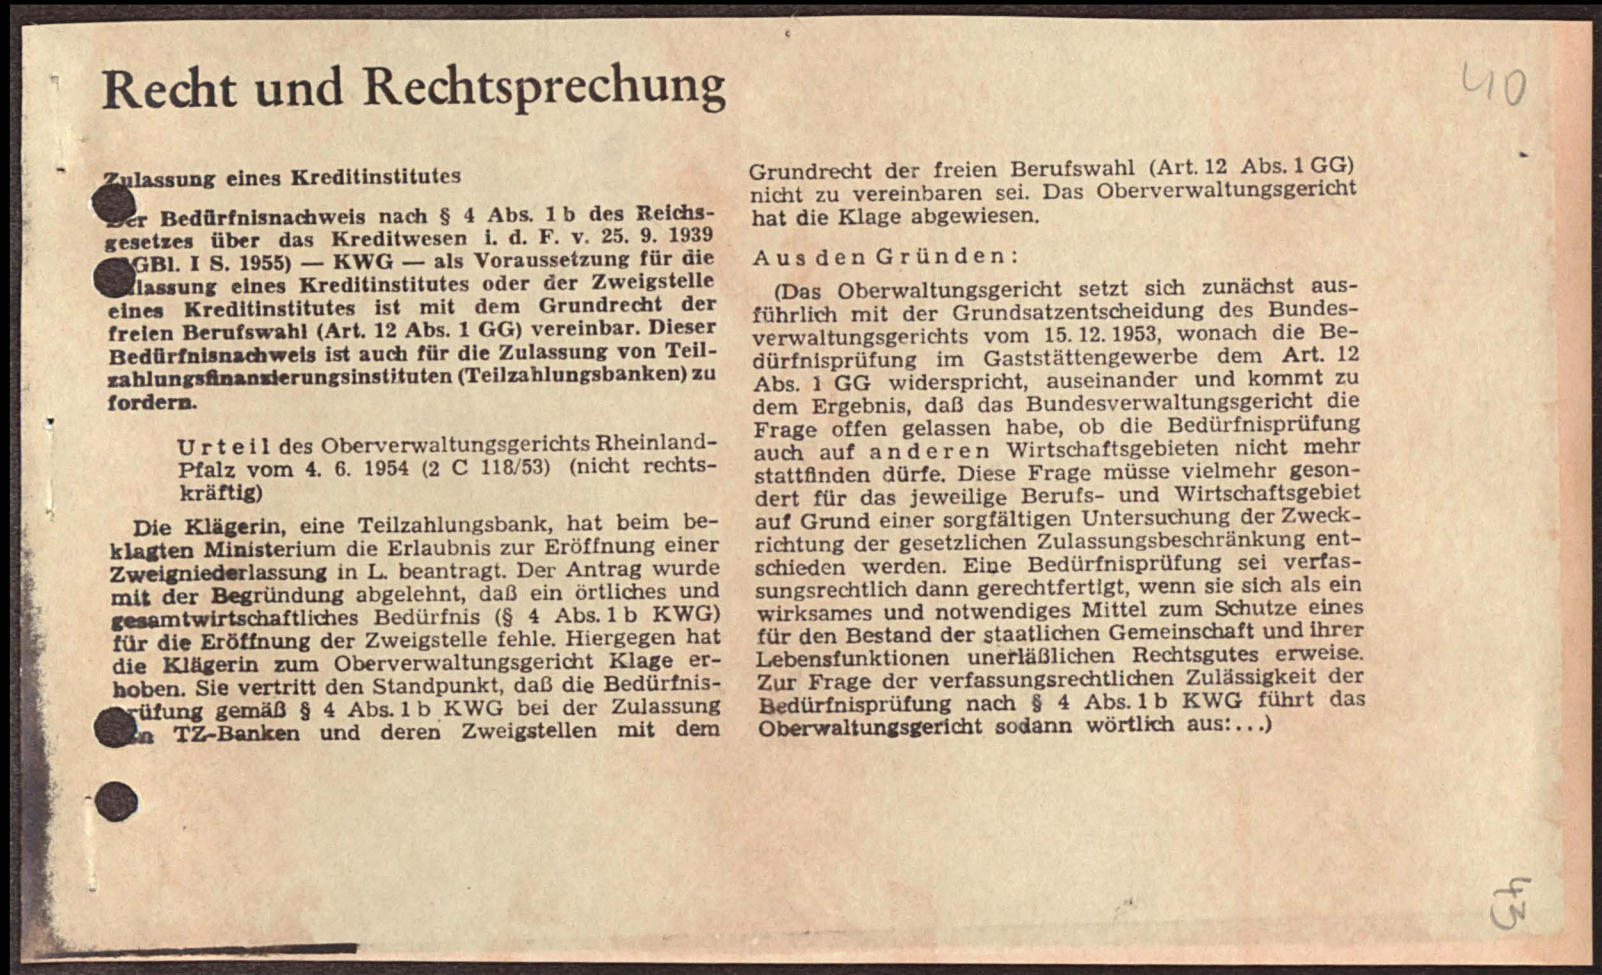 Recht und Rechtsprechung
40
Zulassung eines Kreditinstitutes
Der Bedürfnisnachweis nach § 4 Abs. 1 b des Reichs-
gesetzes über das Kreditwesen i. d. F. v. 25. 9. 1939
GBl. I S. 1955) — KWG — als Voraussetzung für die
lassung eines Kreditinstitutes oder der Zweigstelle
eines Kreditinstitutes ist mit dem Grundrecht der
freien Berufswahl (Art. 12 Abs. 1 GG) vereinbar. Dieser
Bedürfnisnachweis ist auch für die Zulassung von Teil-
zahlungsfinanzierungsinstituten (Teilzahlungsbanken) zu
fordern.
Urteil des Oberverwaltungsgerichts Rheinland-
Pfalz vom 4. 6. 1954 (2 C 118/53) (nicht rechts-
kräftig)
Die Klägerin, eine Teilzahlungsbank, hat beim be-
klagten Ministerium die Erlaubnis zur Eröffnung einer
Zweigniederlassung in L. beantragt. Der Antrag wurde
mit der Begründung abgelehnt, daß ein örtliches und
gesamtwirtschaftliches Bedürfnis (§ 4 Abs. 1 b KWG)
für die Eröffnung der Zweigstelle fehle. Hiergegen hat
die Klägerin zum Oberverwaltungsgericht Klage er-
hoben. Sie vertritt den Standpunkt, daß die Bedürfnis-
rüfung gemäß § 4 Abs. 1 b KWG bei der Zulassung
n TZ-Banken und deren Zweigstellen mit dem
Grundrecht der freien Berufswahl (Art. 12 Abs. 1 GG)
nicht zu vereinbaren sei. Das Oberverwaltungsgericht
hat die Klage abgewiesen.
Aus den Gründen:
(Das Oberwaltungsgericht setzt sich zunächst aus-
führlich mit der Grundsatzentscheidung des Bundes-
verwaltungsgerichts vom 15. 12. 1953, wonach die Be-
dürfnisprüfung im Gaststättengewerbe dem Art. 12
Abs. 1 GG widerspricht, auseinander und kommt zu
dem Ergebnis, daß das Bundesverwaltungsgericht die
Frage offen gelassen habe, ob die Bedürfnisprüfung
auch auf anderen Wirtschaftsgebieten nicht mehr
stattfinden dürfe. Diese Frage müsse vielmehr geson-
dert für das jeweilige Berufs- und Wirtschaftsgebiet
auf Grund einer sorgfältigen Untersuchung der Zweck-
richtung der gesetzlichen Zulassungsbeschränkung ent-
schieden werden. Eine Bedürfnisprüfung sei verfas-
sungsrechtlich dann gerechtfertigt, wenn sie sich als ein
wirksames und notwendiges Mittel zum Schutze eines
für den Bestand der staatlichen Gemeinschaft und ihrer
Lebensfunktionen unerläßlichen Rechtsgutes erweise.
Zur Frage der verfassungsrechtlichen Zulässigkeit der
Bedürfnisprüfung nach § 4 Abs. 1 b KWG führt das
Oberwaltungsgericht sodann wörtlich aus: . . .)
43